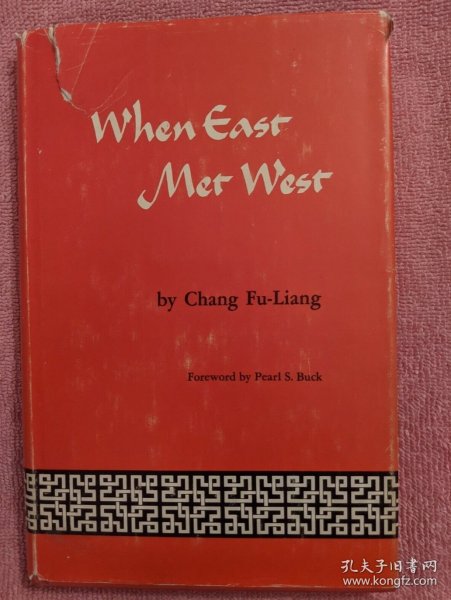 When East
Met West
by Chang Fu-Liang
Foreword by Pearl S. Buck
孔夫子旧书网
www.kongfz.com